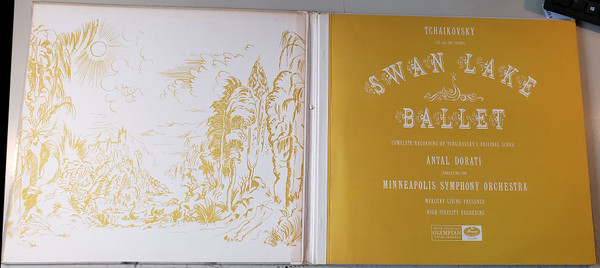 TCHAIKOVSKY
SWAN LAKE
BALLET
COMPLETE RECORDING OF TCHAIKOVSKY'S ORIGINAL SCORE
ANTAL DORATI
CONDUCTING THE
MINNEAPOLIS SYMPHONY ORCHESTRA
MERCURY LIVING PRESENCE
HIGH FIDELITY RECORDING
OLYMPIAN